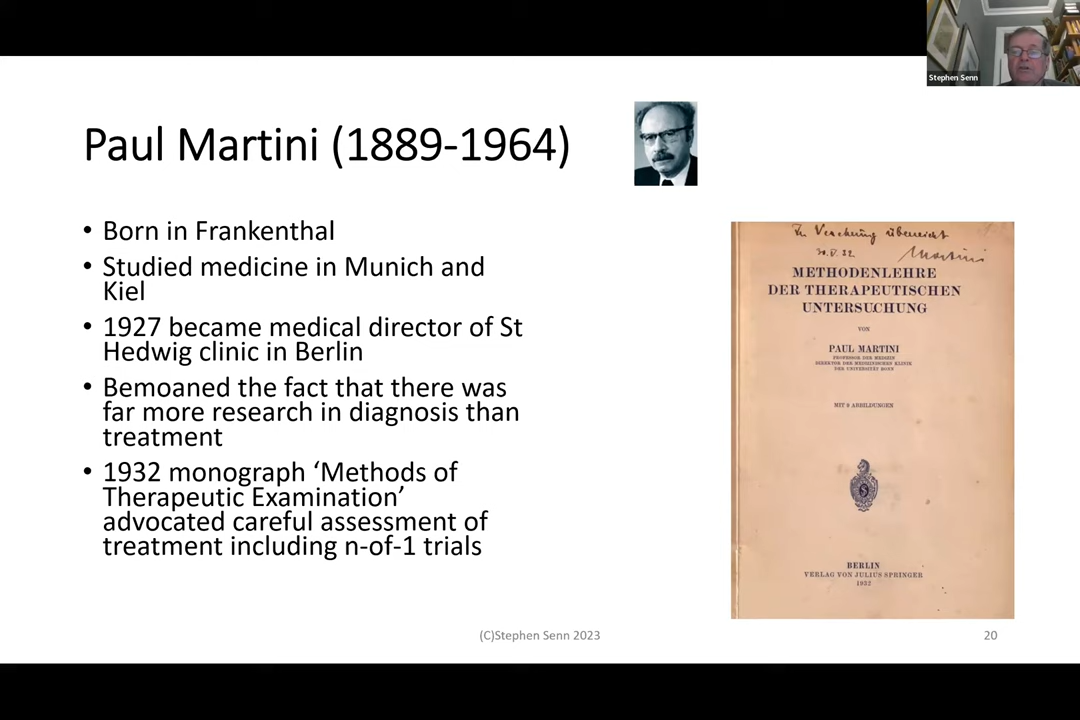 Stephen Senn
Paul Martini (1889-1964)
• Born in Frankenthal
• Studied medicine in Munich and
Kiel
• 1927 became medical director of St
Hedwig clinic in Berlin
• Bemoaned the fact that there was
far more research in diagnosis than
treatment
• 1932 monograph ‘Methods of
Therapeutic Examination’
advocated careful assessment of
treatment including n-of-1 trials
In Verehrung überreicht
Martini
METHODENLEHRE
DER THERAPEUTISCHEN
UNTERSUCHUNG
VON
PAUL MARTINI
PROFESSOR DER MEDIZIN
DIREKTOR DER MEDIZINISCHEN KLINIK
DER UNIVERSITÄT BONN
MIT 9 ABBILDUNGEN
BERLIN
VERLAG VON JULIUS SPRINGER
1932
(C)Stephen Senn 2023
20